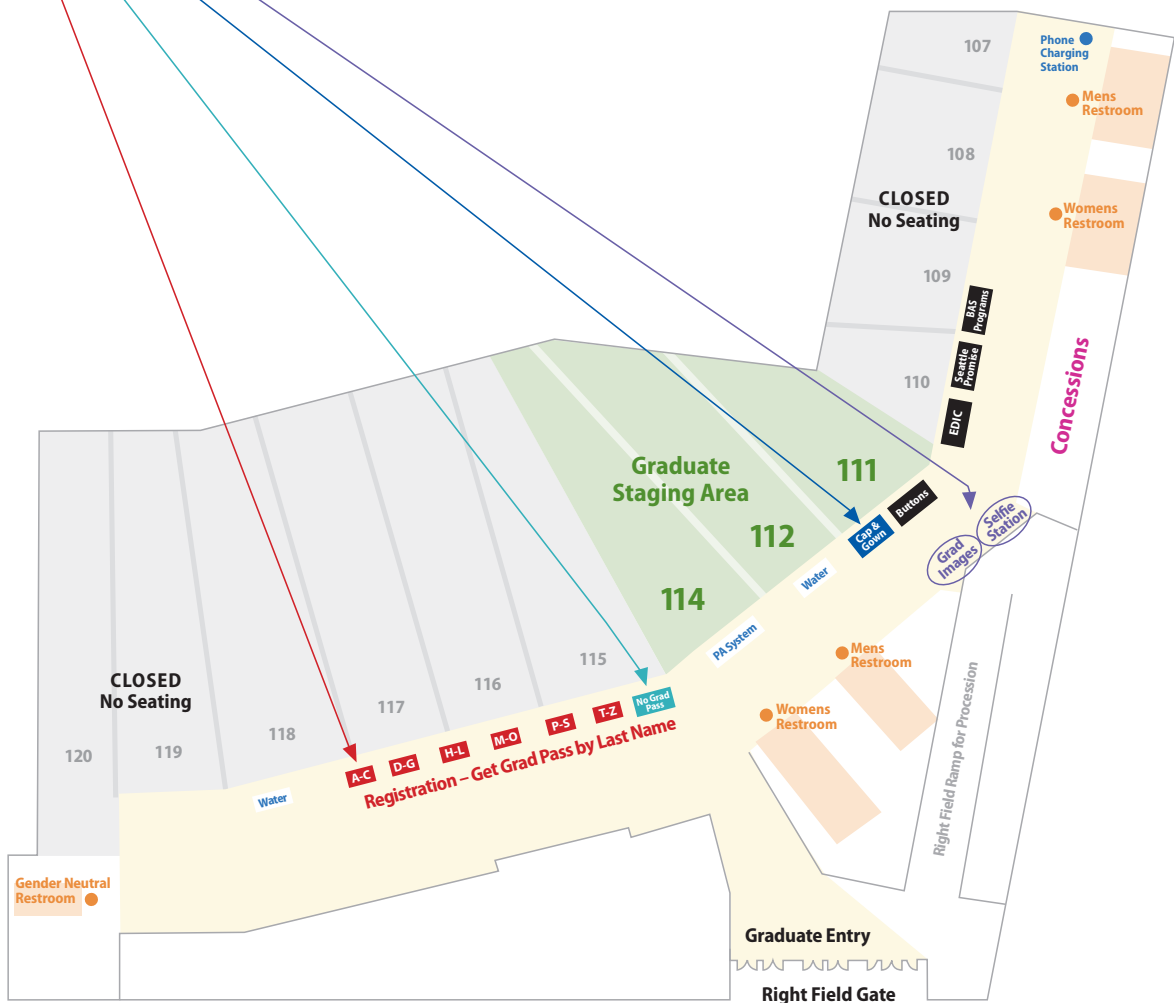 107
Phone
Charging
Station
Mens
Restroom
108
CLOSED
No Seating
Womens
Restroom
109
BAS
Programs
Seattle
Promise
110
EDIC
Concessions
Graduate
Staging Area
111
112
114
Buttons
Cap &
Gown
Selfie
Station
Grad
Images
Water
PA System
Mens
Restroom
Womens
Restroom
Right Field Ramp for Procession
CLOSED
No Seating
115
116
117
118
119
120
No Grad
Pass
T-Z
P-S
M-O
H-L
D-G
A-C
Registration – Get Grad Pass by Last Name
Water
Gender Neutral
Restroom
Graduate Entry
Right Field Gate